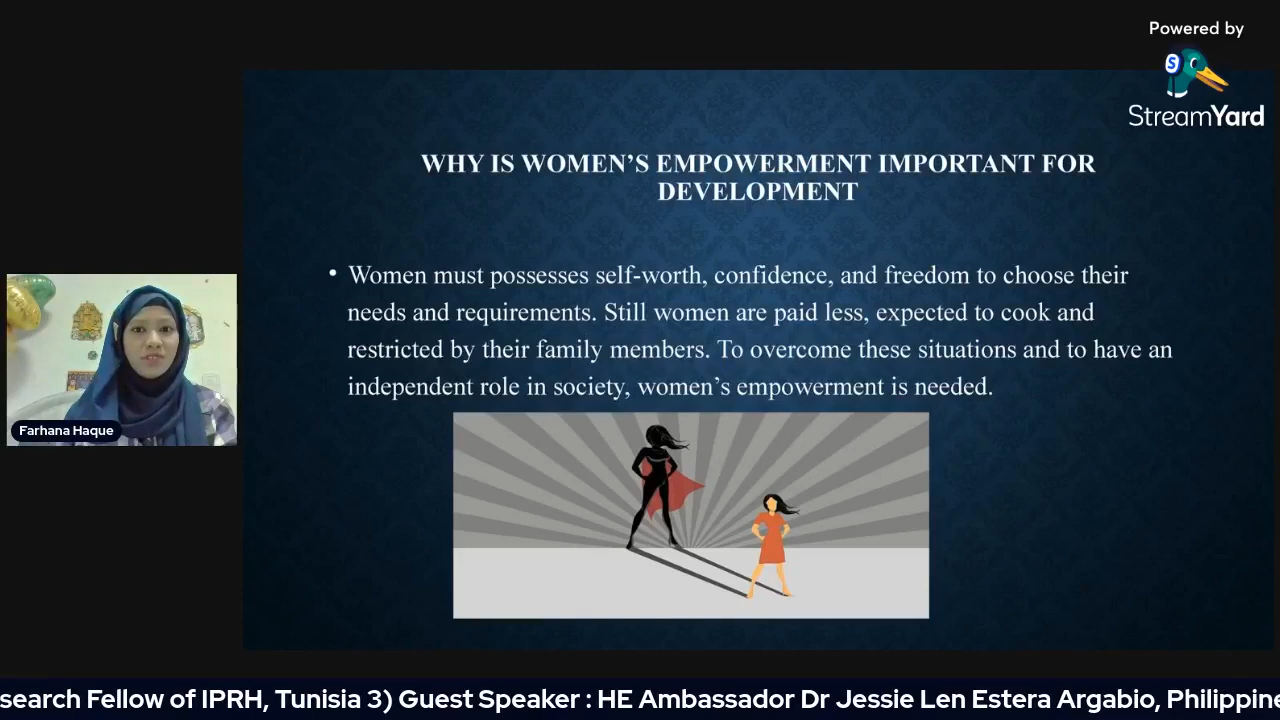 Powered by
S
StreamYard
WHY IS WOMEN’S EMPOWERMENT IMPORTANT FOR
DEVELOPMENT
• Women must possesses self-worth, confidence, and freedom to choose their
needs and requirements. Still women are paid less, expected to cook and
restricted by their family members. To overcome these situations and to have an
independent role in society, women’s empowerment is needed.
Farhana Haque
search Fellow of IPRH, Tunisia 3) Guest Speaker : HE Ambassador Dr Jessie Len Estera Argabio, Philippine